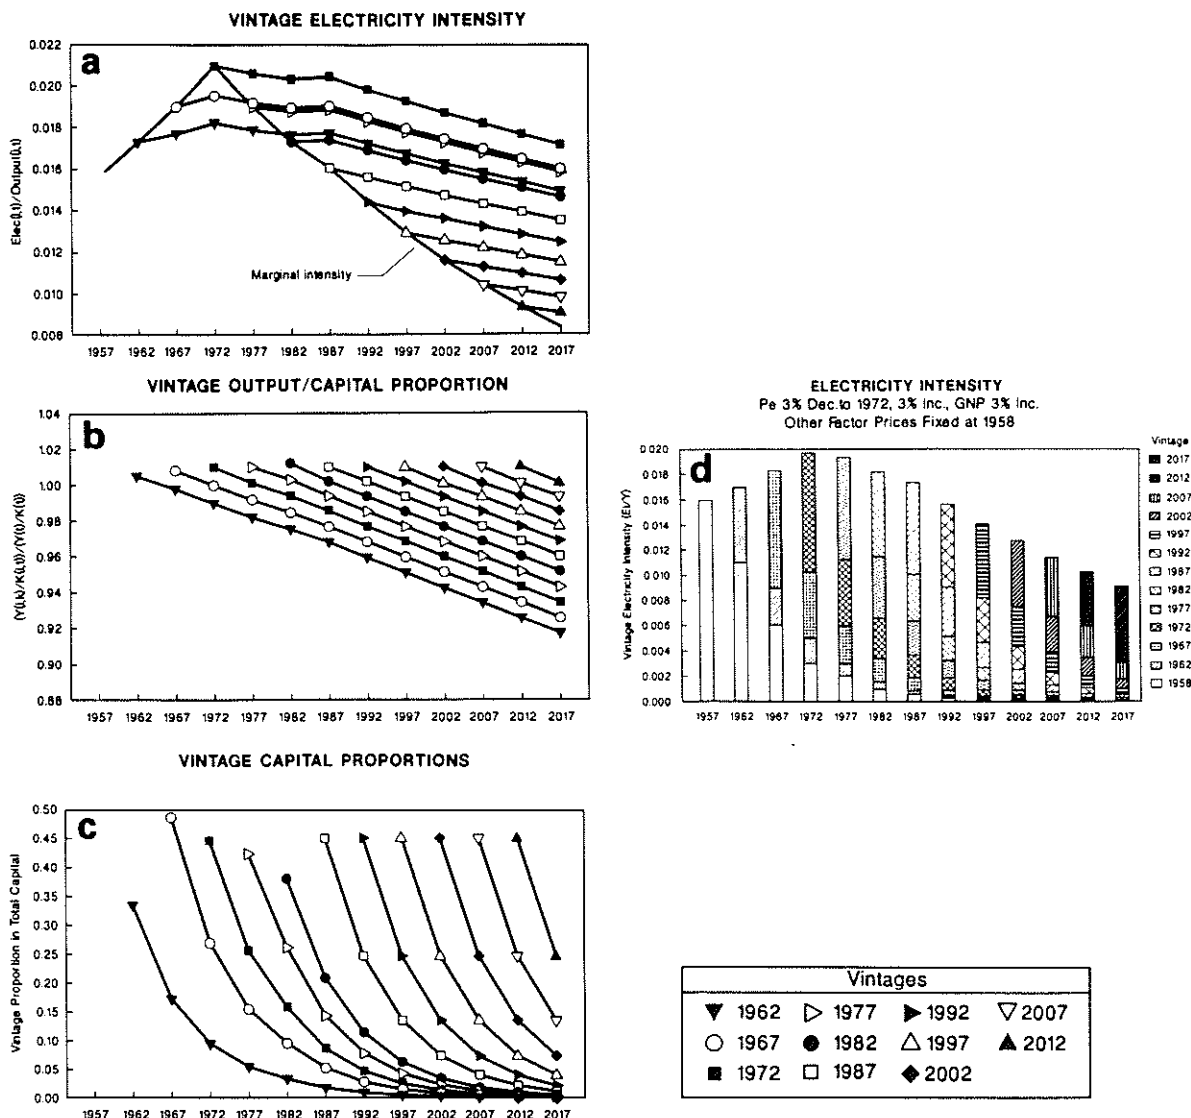 VINTAGE ELECTRICITY INTENSITY
a
0.022
0.020
0.018
0.016
0.014
0.012
0.010
0.008
Elec(i,t)/Output(i,t)
Marginal intensity
1957 1962 1967 1972 1977 1982 1987 1992 1997 2002 2007 2012 2017
VINTAGE OUTPUT/CAPITAL PROPORTION
b
1.04
1.02
1.00
0.98
0.96
0.94
0.92
0.90
0.88
(Y(i,k)/K(i,t))/(Y(t)/K(t))
1957 1962 1967 1972 1977 1982 1987 1992 1997 2002 2007 2012 2017
ELECTRICITY INTENSITY
Pe 3% Dec.to 1972, 3% Inc., GNP 3% Inc.
Other Factor Prices Fixed at 1958
d
0.020
0.018
0.016
0.014
0.012
0.010
0.008
0.006
0.004
0.002
0.000
Vintage Electricity Intensity (Ei/Y)
1957 1962 1967 1972 1977 1982 1987 1992 1997 2002 2007 2012 2017
Vintage
2017
2012
2007
2002
1997
1992
1987
1982
1977
1972
1967
1962
1958
VINTAGE CAPITAL PROPORTIONS
c
0.50
0.45
0.40
0.35
0.30
0.25
0.20
0.15
0.10
0.05
0.00
Vintage Proportion in Total Capital
1957 1962 1967 1972 1977 1982 1987 1992 1997 2002 2007 2012 2017
Vintages
1962 1977 1992 2007
1967 1982 1997 2012
1972 1987 2002